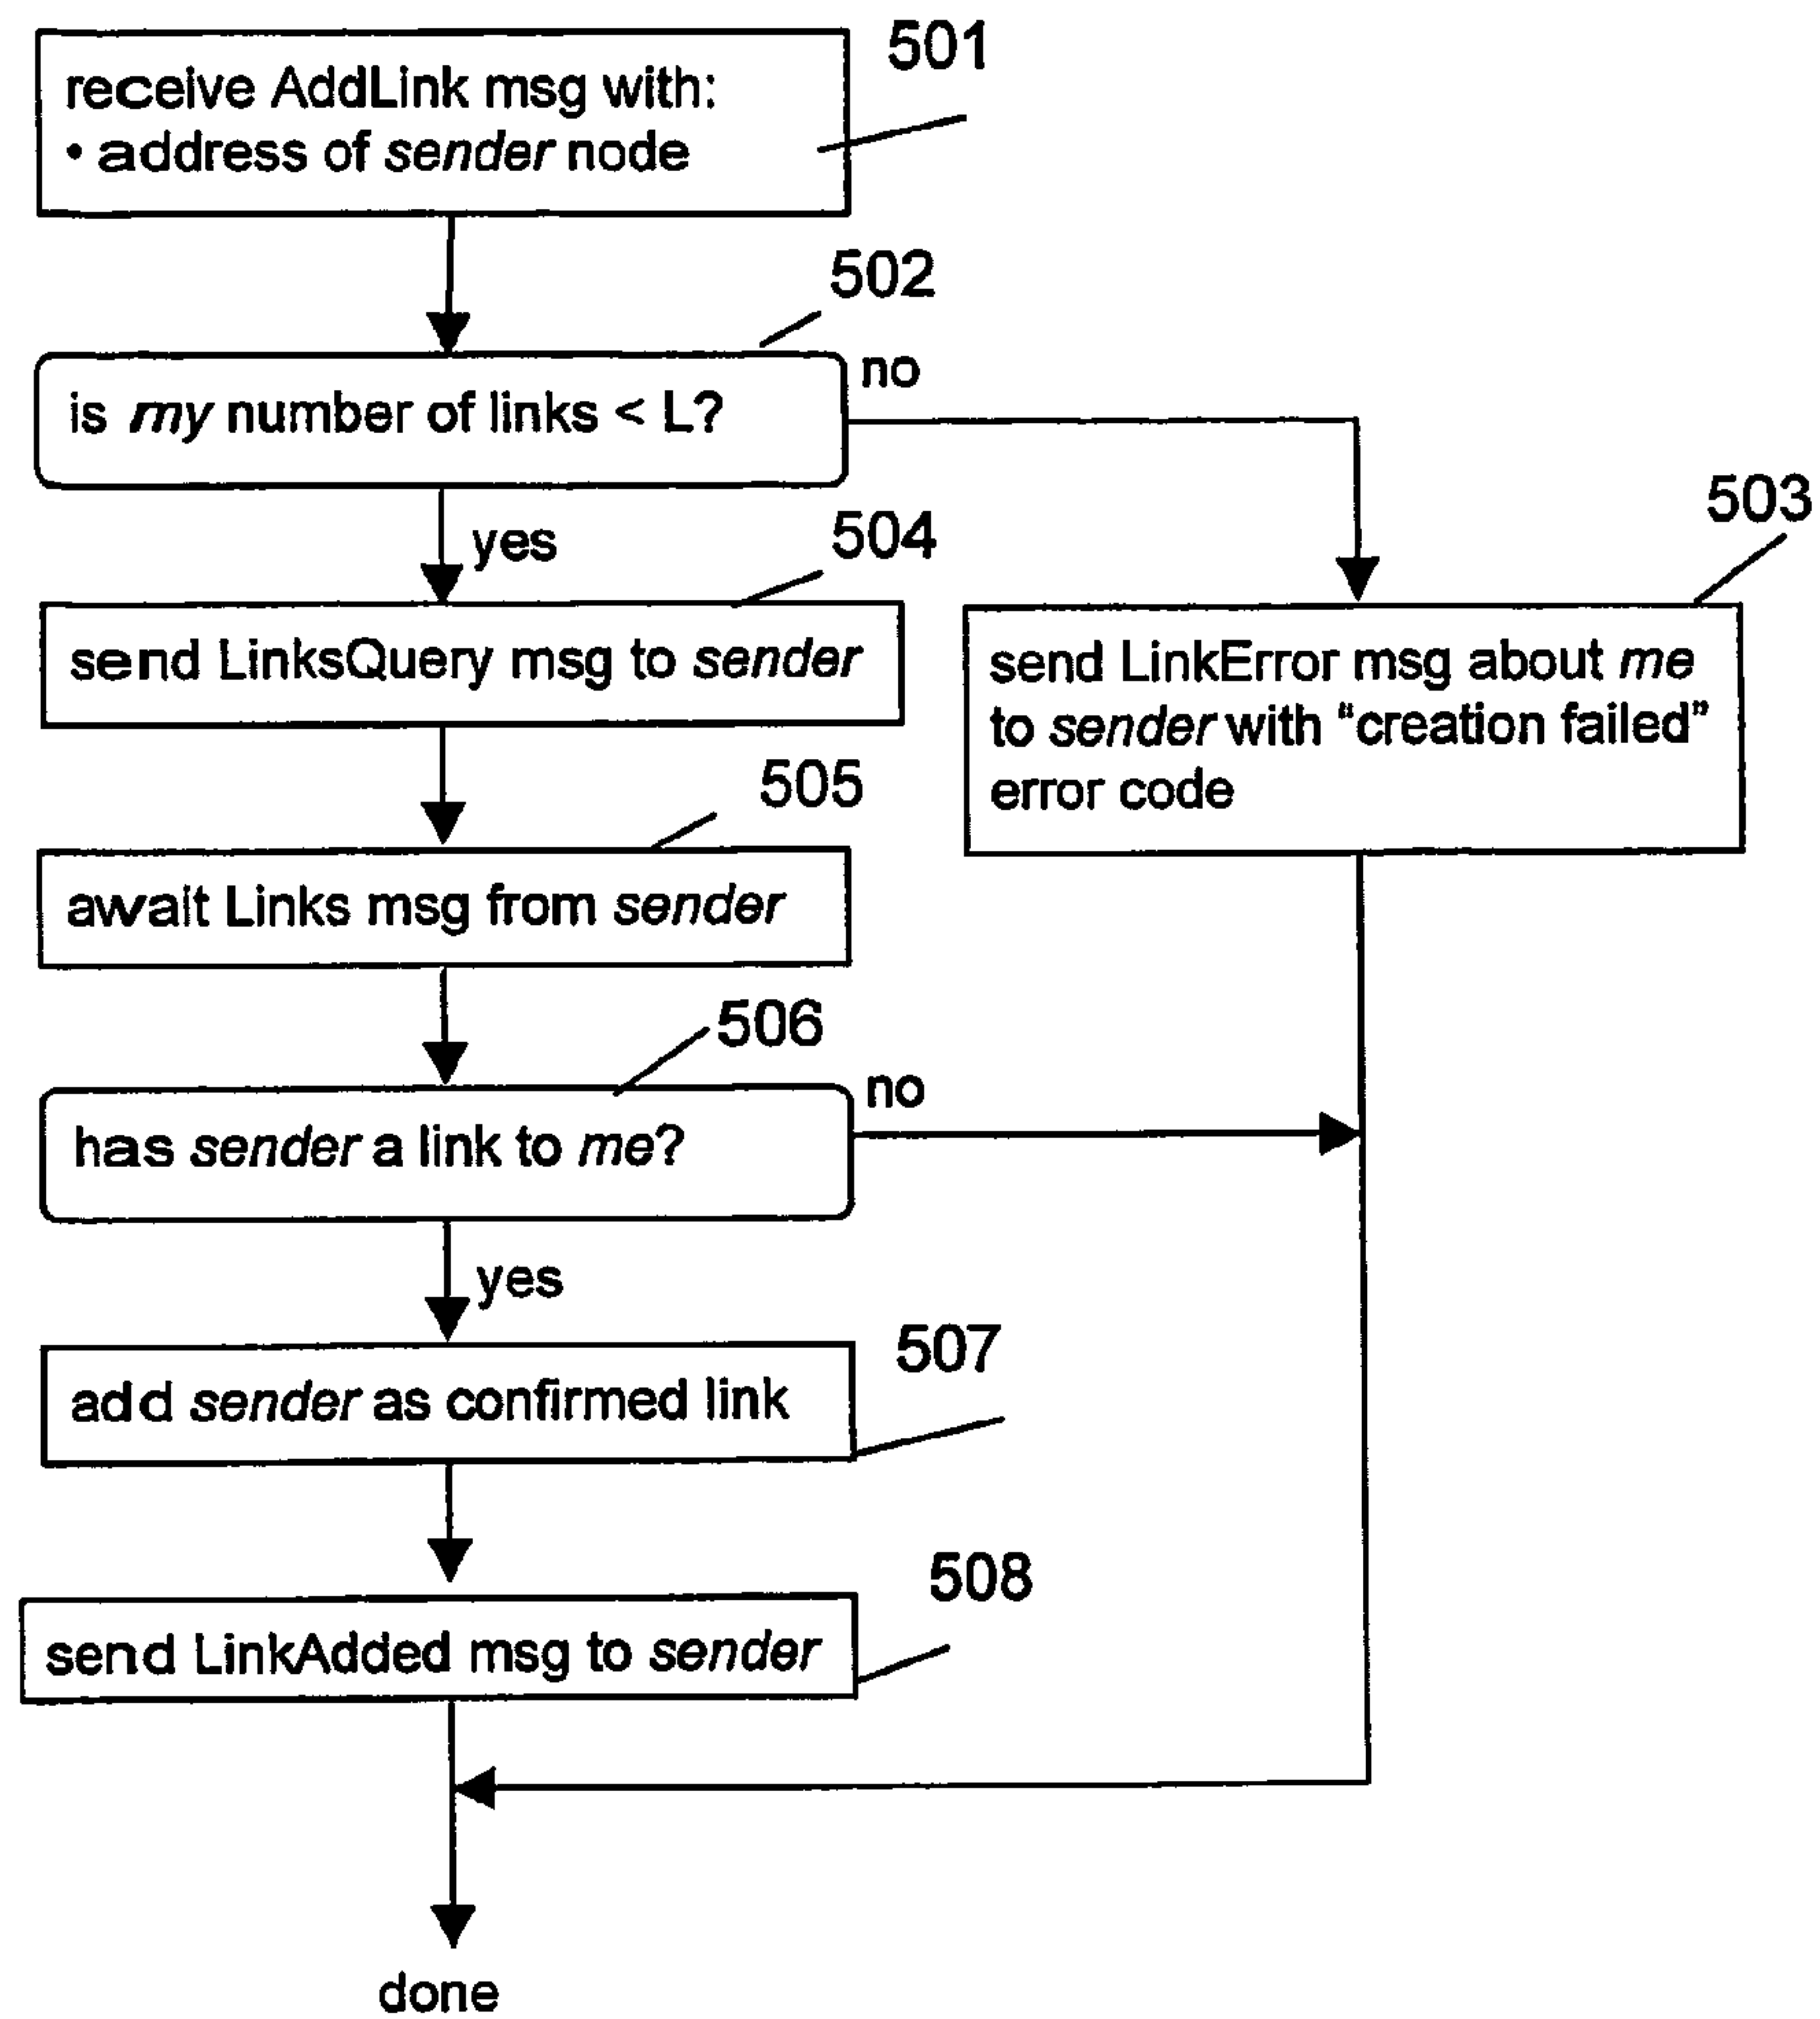 501
receive AddLink msg with:
• address of sender node
502
is my number of links < L?
no
503
yes
504
send LinksQuery msg to sender
send LinkError msg about me
to sender with “creation failed”
error code
505
await Links msg from sender
506
has sender a link to me?
no
yes
507
add sender as confirmed link
508
send LinkAdded msg to sender
done